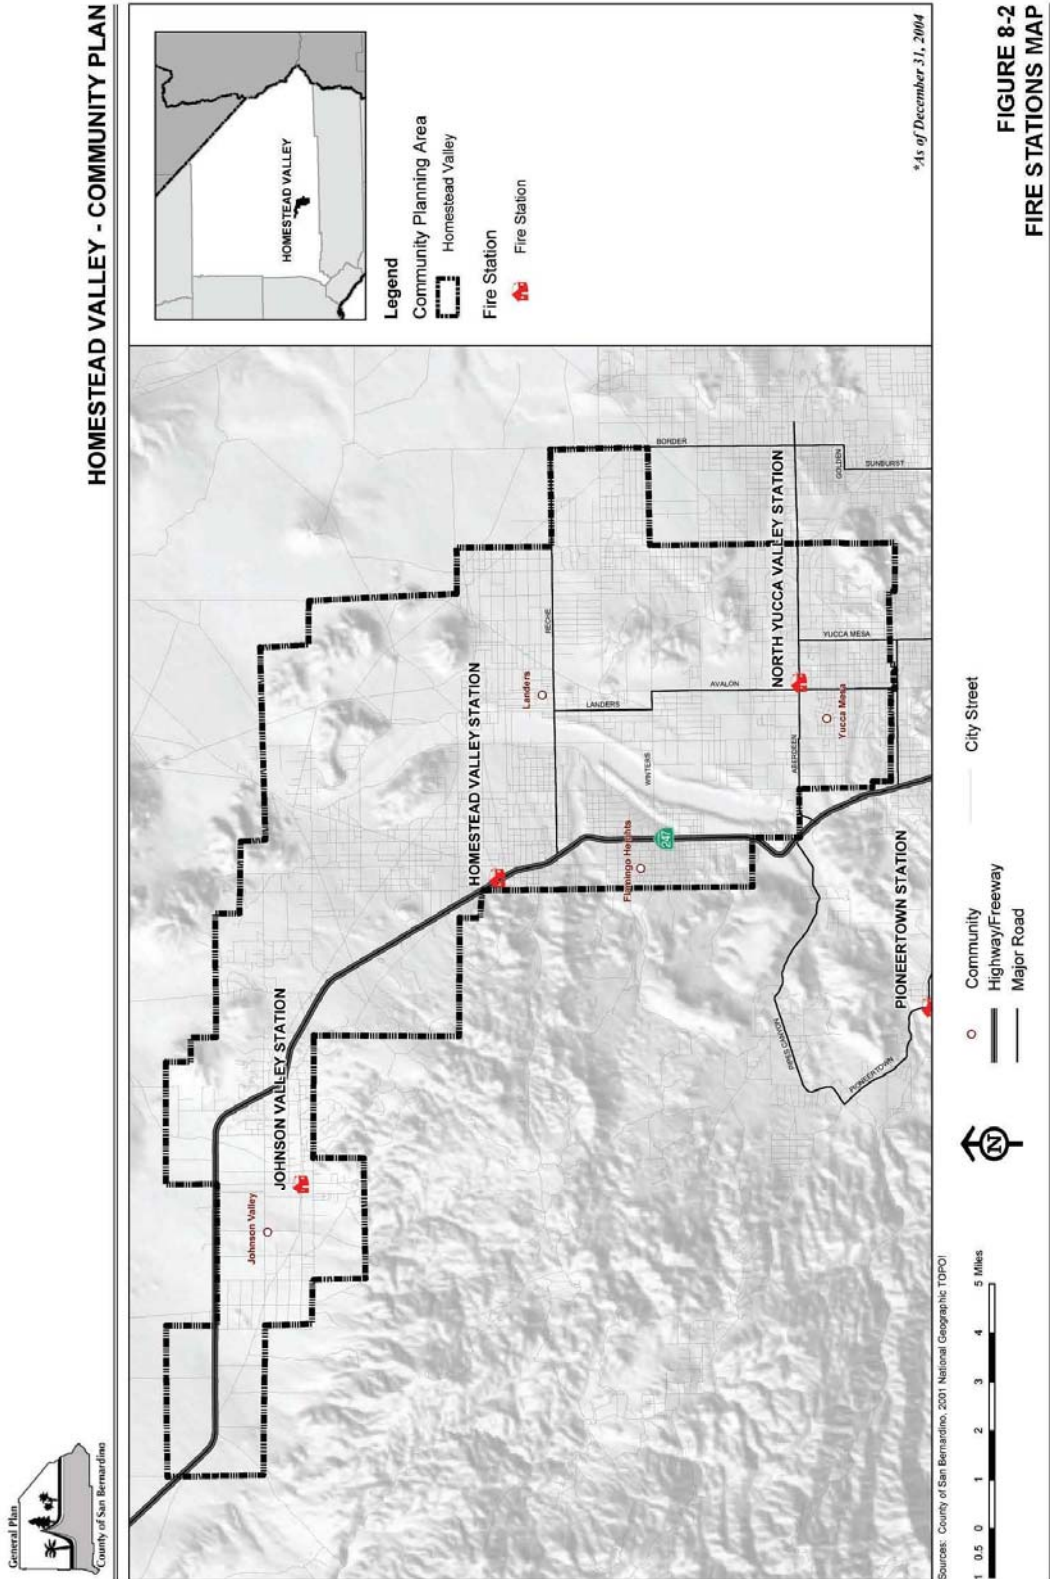 General Plan
County of San Bernardino
HOMESTEAD VALLEY - COMMUNITY PLAN
Johnson Valley
JOHNSON VALLEY STATION
HOMESTEAD VALLEY STATION
Landers
RECHE
LANDERS
AVALON
WINTERS
Flamingo Heights
247
BORDER
GOLDEN
SUNBURST
NORTH YUCCA VALLEY STATION
YUCCA MESA
ABERDEEN
Yucca Mesa
PIONEERTOWN STATION
PIPES CANYON
PIONEERTOWN
HOMESTEAD VALLEY
Legend
Community Planning Area
Homestead Valley
Fire Station
Fire Station
*As of December 31, 2004
Sources: County of San Bernardino, 2001 National Geographic TOPO!
1 0.5 0 1 2 3 4 5 Miles
N
Community
Highway/Freeway
Major Road
City Street
FIGURE 8-2
FIRE STATIONS MAP